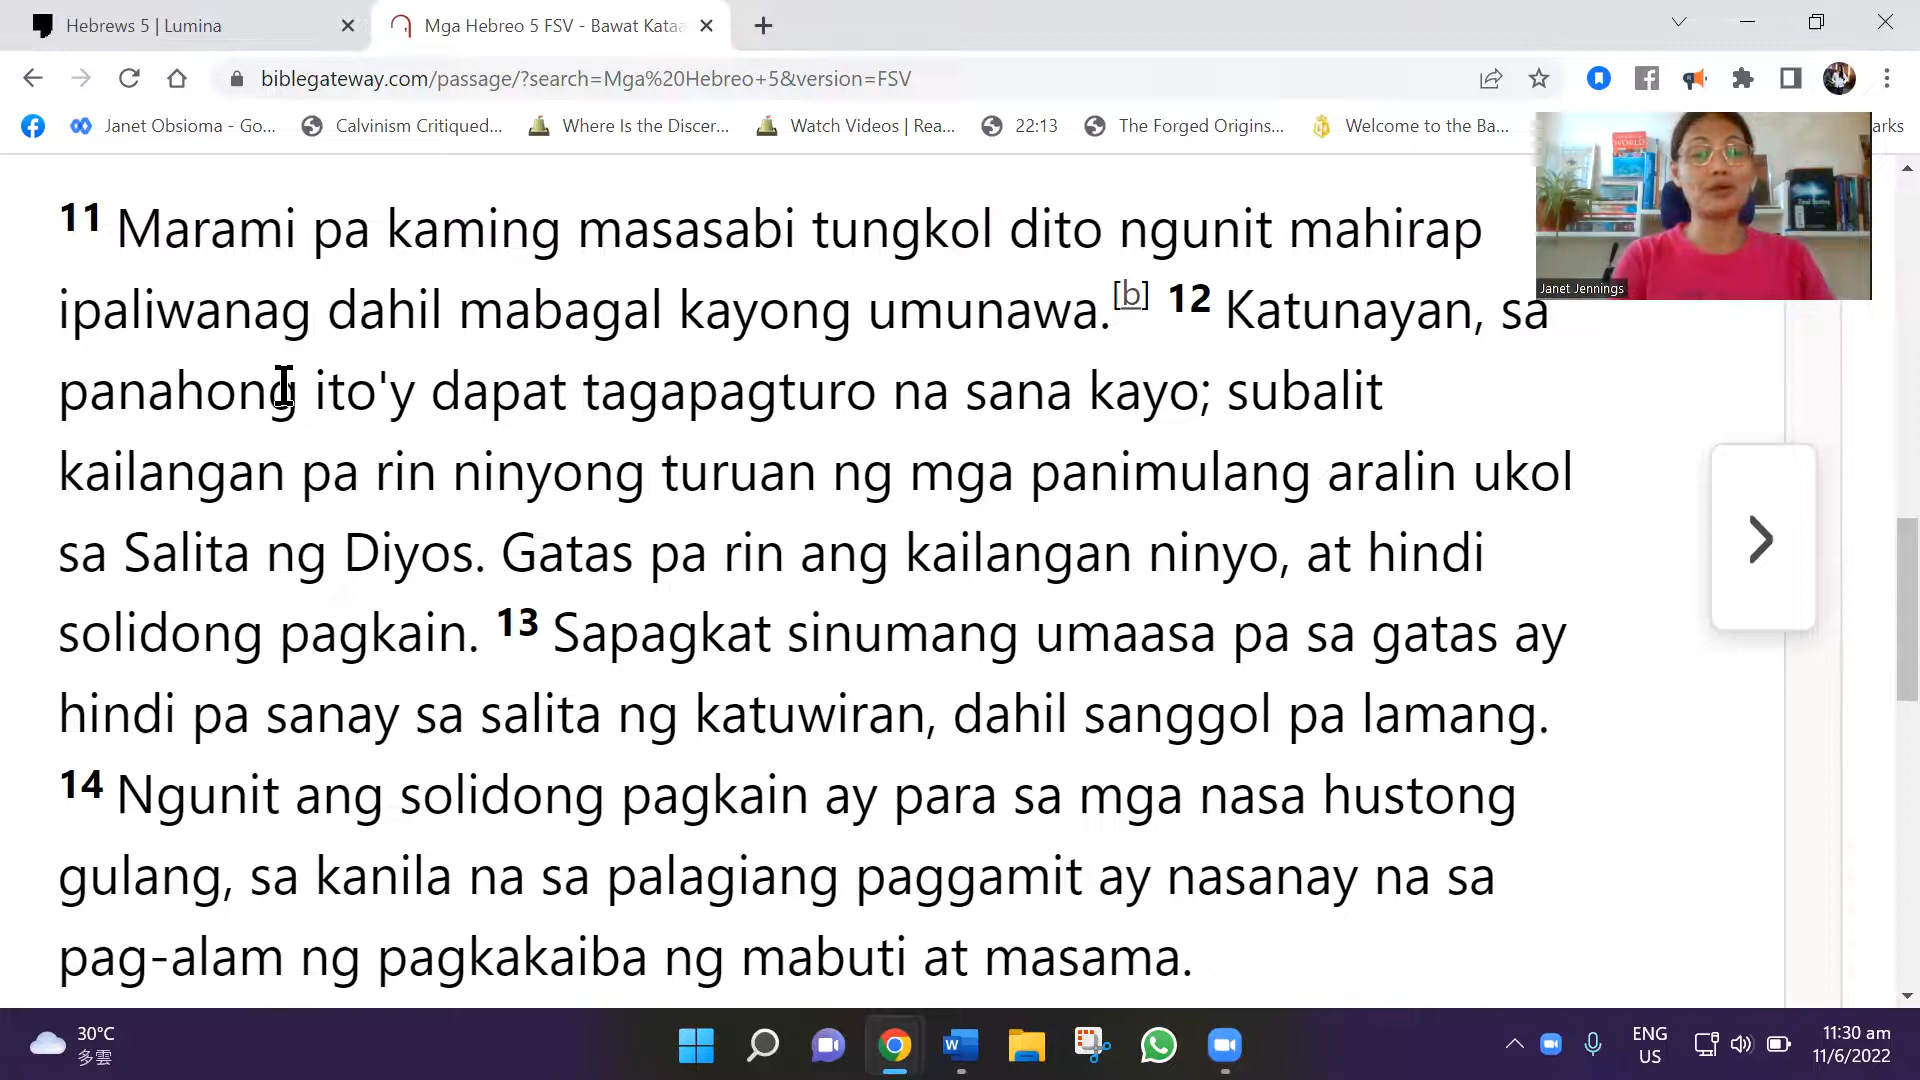 Hebrews 5 | Lumina
Mga Hebreo 5 FSV - Bawat Kataa
biblegateway.com/passage/?search=Mga%20Hebreo+5&version=FSV
Janet Obsioma - Go...
Calvinism Critiqued...
Where Is the Discer...
Watch Videos | Rea...
22:13
The Forged Origins...
Welcome to the Ba...
arks
11 Marami pa kaming masasabi tungkol dito ngunit mahirap
ipaliwanag dahil mabagal kayong umunawa.[b] 12 Katunayan, sa
panahong ito'y dapat tagapagturo na sana kayo; subalit
kailangan pa rin ninyong turuan ng mga panimulang aralin ukol
sa Salita ng Diyos. Gatas pa rin ang kailangan ninyo, at hindi
solidong pagkain. 13 Sapagkat sinumang umaasa pa sa gatas ay
hindi pa sanay sa salita ng katuwiran, dahil sanggol pa lamang.
14 Ngunit ang solidong pagkain ay para sa mga nasa hustong
gulang, sa kanila na sa palagiang paggamit ay nasanay na sa
pag-alam ng pagkakaiba ng mabuti at masama.
WORLD
Janet Jennings
30°C
多雲
ENG
US
11:30 am
11/6/2022